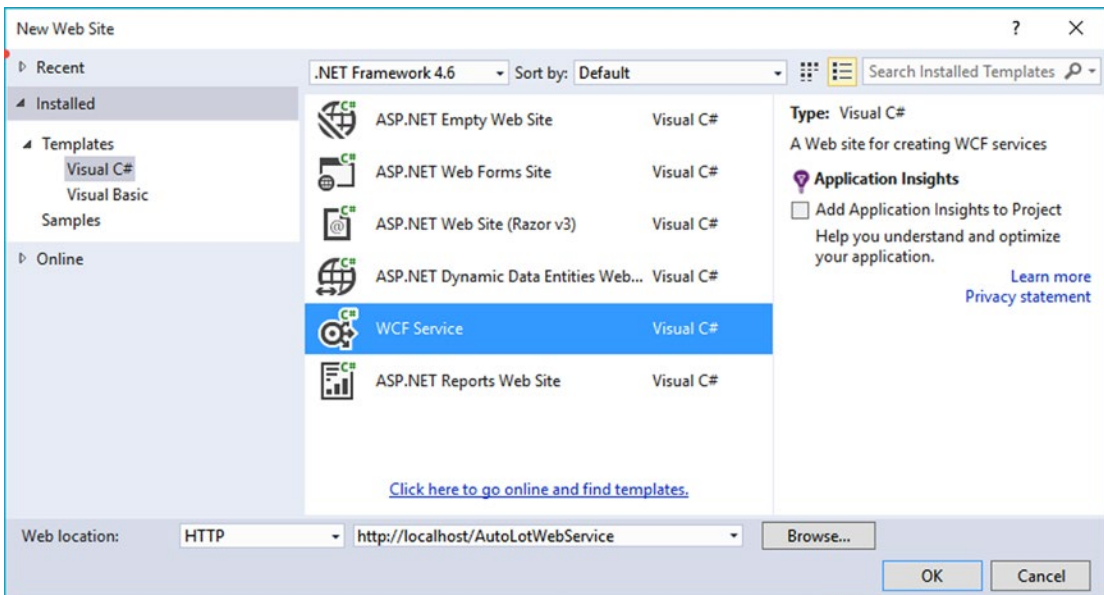 New Web Site
? ×
Recent
Installed
Templates
Visual C#
Visual Basic
Samples
Online
.NET Framework 4.6 Sort by: Default
Search Installed Templates
C# ASP.NET Empty Web Site Visual C#
C# ASP.NET Web Forms Site Visual C#
C# @ ASP.NET Web Site (Razor v3) Visual C#
C# ASP.NET Dynamic Data Entities Web... Visual C#
C# WCF Service Visual C#
C# ASP.NET Reports Web Site Visual C#
Click here to go online and find templates.
Type: Visual C#
A Web site for creating WCF services
Application Insights
Add Application Insights to Project
Help you understand and optimize
your application.
Learn more
Privacy statement
Web location: HTTP http://localhost/AutoLotWebService Browse...
OK Cancel